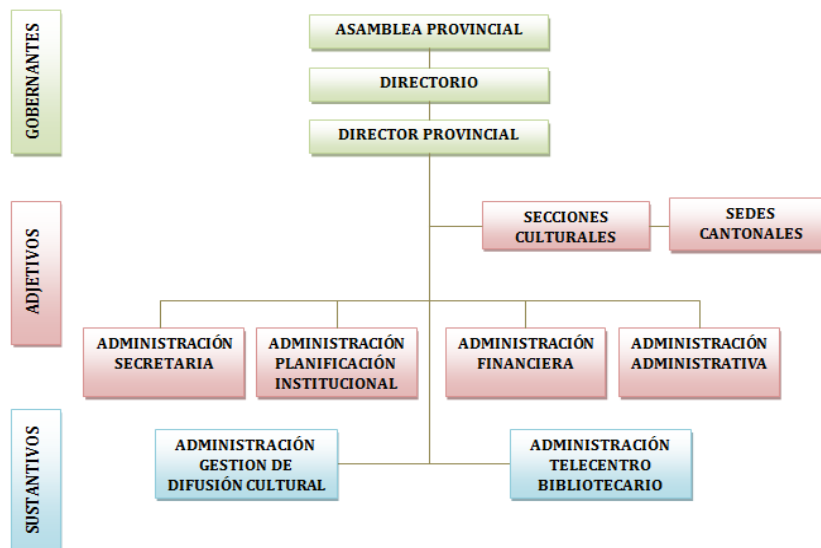 GOBERNANTES
ASAMBLEA PROVINCIAL
DIRECTORIO
DIRECTOR PROVINCIAL
ADJETIVOS
SECCIONES
CULTURALES
SEDES
CANTONALES
ADMINISTRACIÓN
SECRETARIA
ADMINISTRACIÓN
PLANIFICACIÓN
INSTITUCIONAL
ADMINISTRACIÓN
FINANCIERA
ADMINISTRACIÓN
ADMINISTRATIVA
SUSTANTIVOS
ADMINISTRACIÓN
GESTION DE
DIFUSIÓN CULTURAL
ADMINISTRACIÓN
TELECENTRO
BIBLIOTECARIO